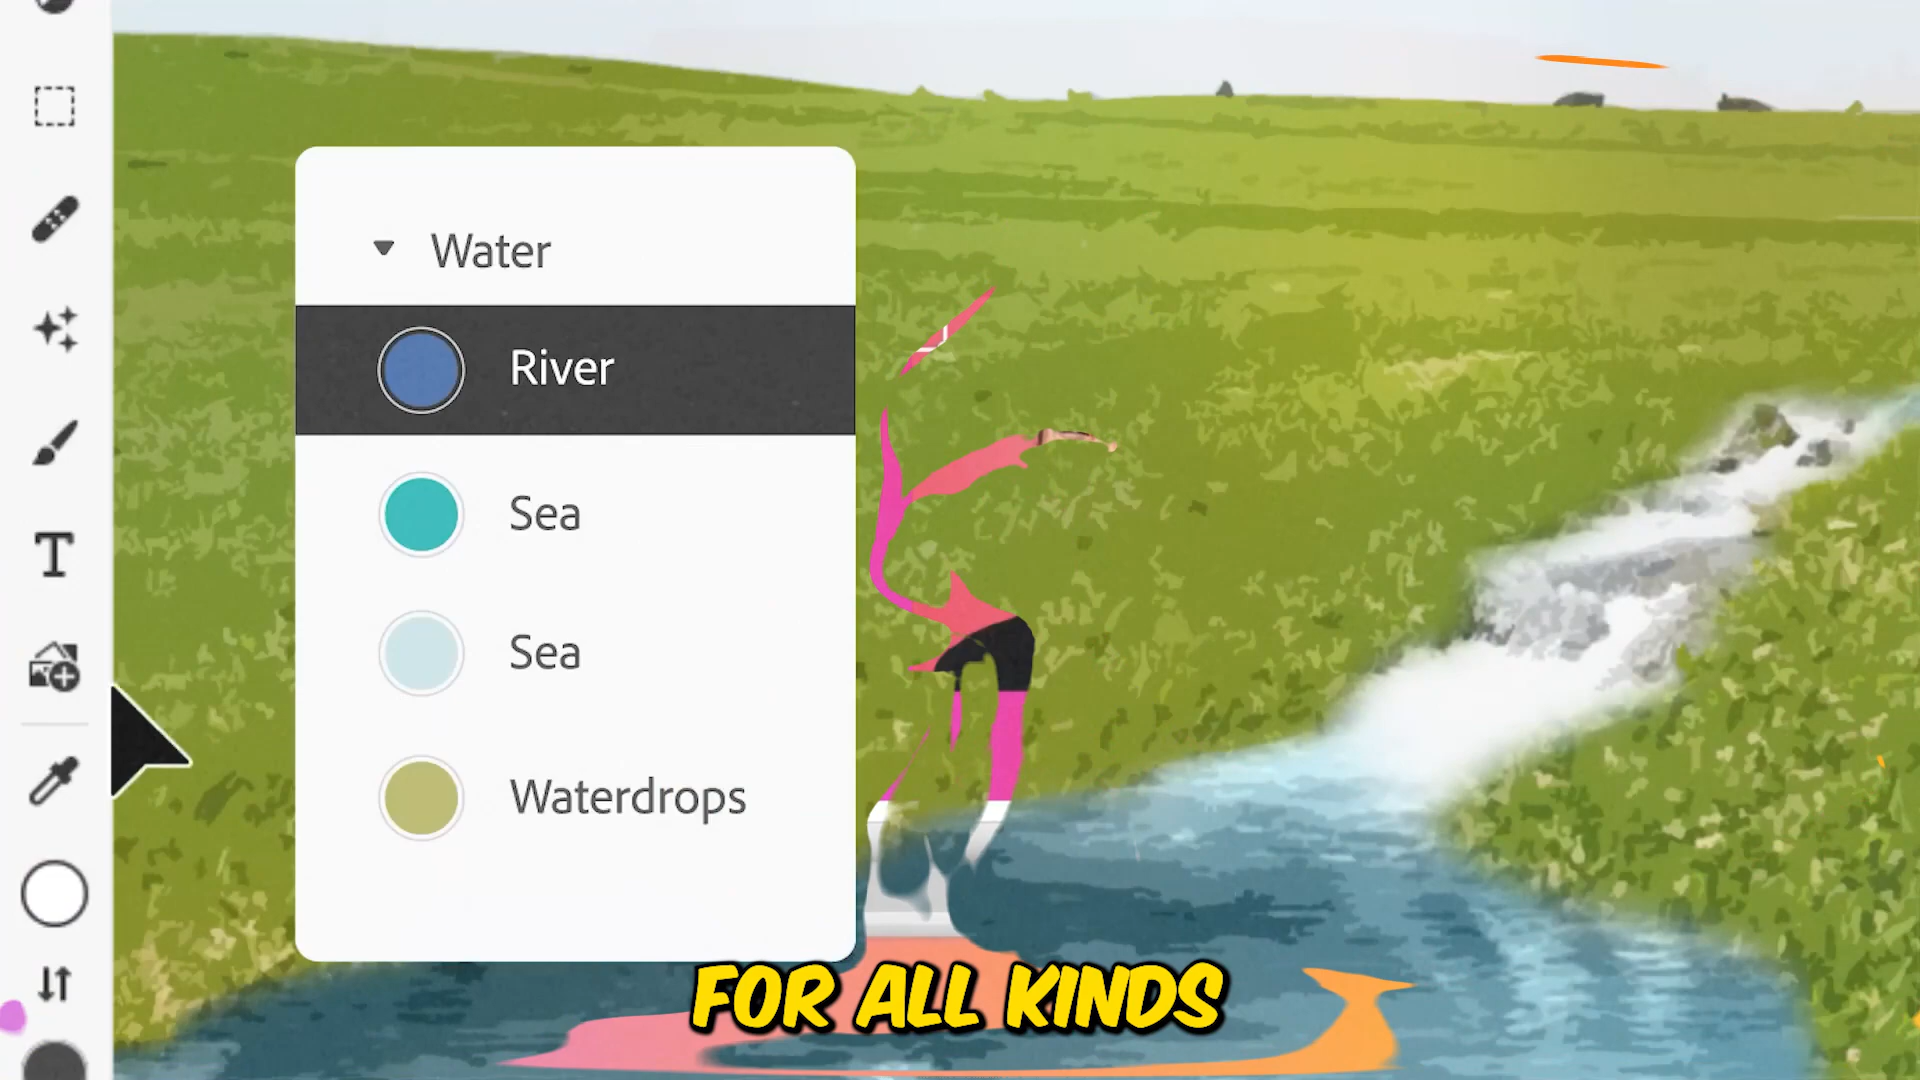 Water
River
Sea
Sea
Waterdrops
T
FOR ALL KINDS